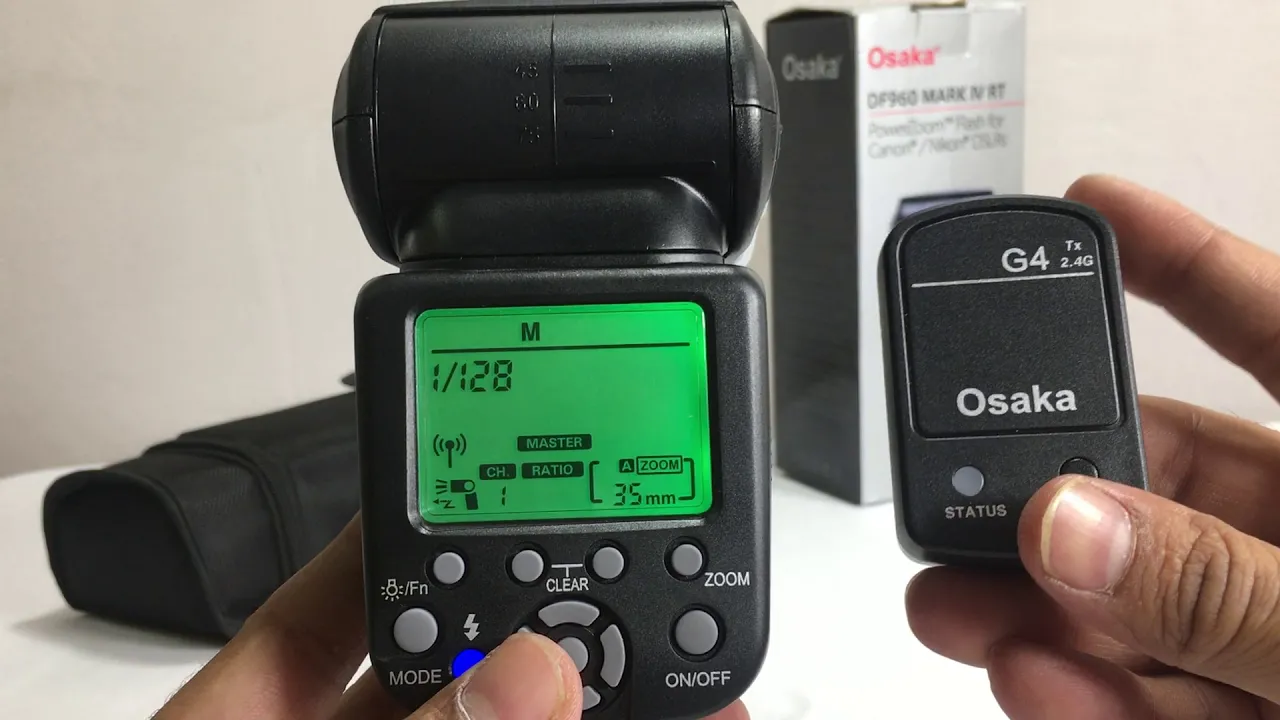 45
60
75
Osaka
Osaka
DF960 MARK IV RT
PowerZoom™ Flash for
Canon® / Nikon® DSLRs
M
1/128
MASTER
CH. RATIO
A ZOOM
1
35mm
/Fn
CLEAR
ZOOM
MODE
ON/OFF
G4 Tx 2.4G
Osaka
STATUS